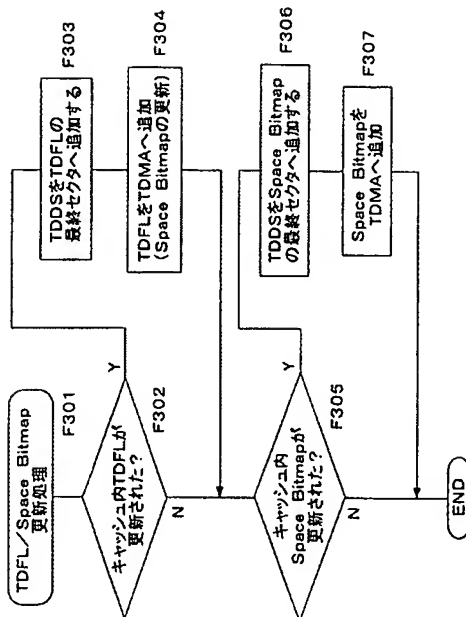 TDFL／Space Bitmap
更新処理
F301
キャッシュ内TDFLが
更新された？
F302
Y
N
TDDSをTDFLの
最終セクタへ追加する
F303
TDFLをTDMAへ追加
(Space Bitmapの更新)
F304
キャッシュ内
Space Bitmapが
更新された？
F305
Y
N
TDDSをSpace Bitmap
の最終セクタへ追加する
F306
Space Bitmapを
TDMAへ追加
F307
END